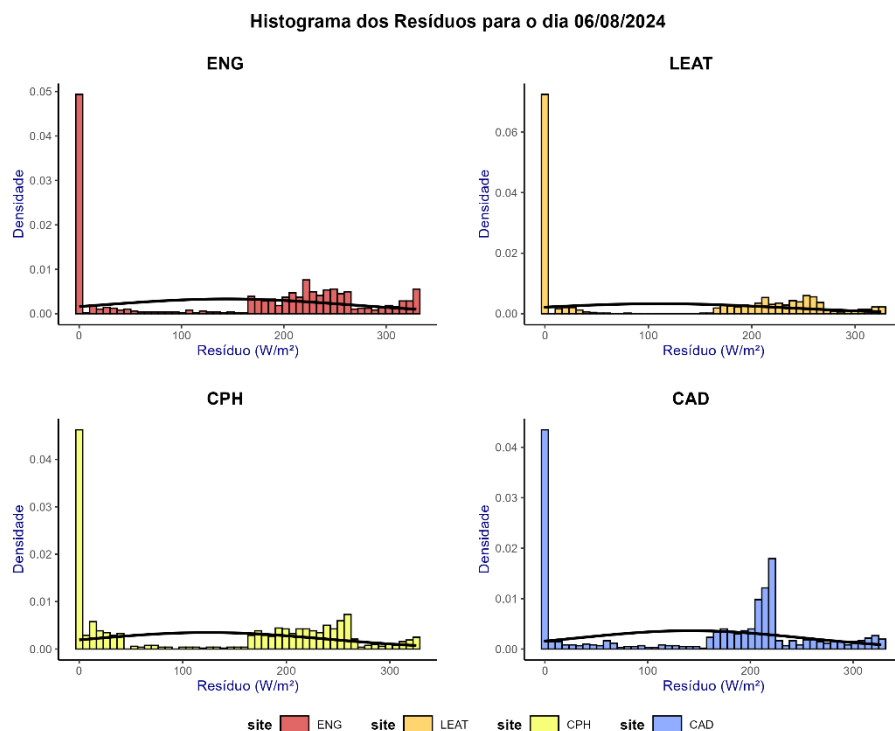 Histograma dos Resíduos para o dia 06/08/2024
ENG
Densidade
0.05
0.04
0.03
0.02
0.01
0.00
0 100 200 300
Resíduo (W/m²)
LEAT
Densidade
0.06
0.04
0.02
0.00
0 100 200 300
Resíduo (W/m²)
CPH
Densidade
0.04
0.03
0.02
0.01
0.00
0 100 200 300
Resíduo (W/m²)
CAD
Densidade
0.04
0.03
0.02
0.01
0.00
0 100 200 300
Resíduo (W/m²)
site ENG site LEAT site CPH site CAD